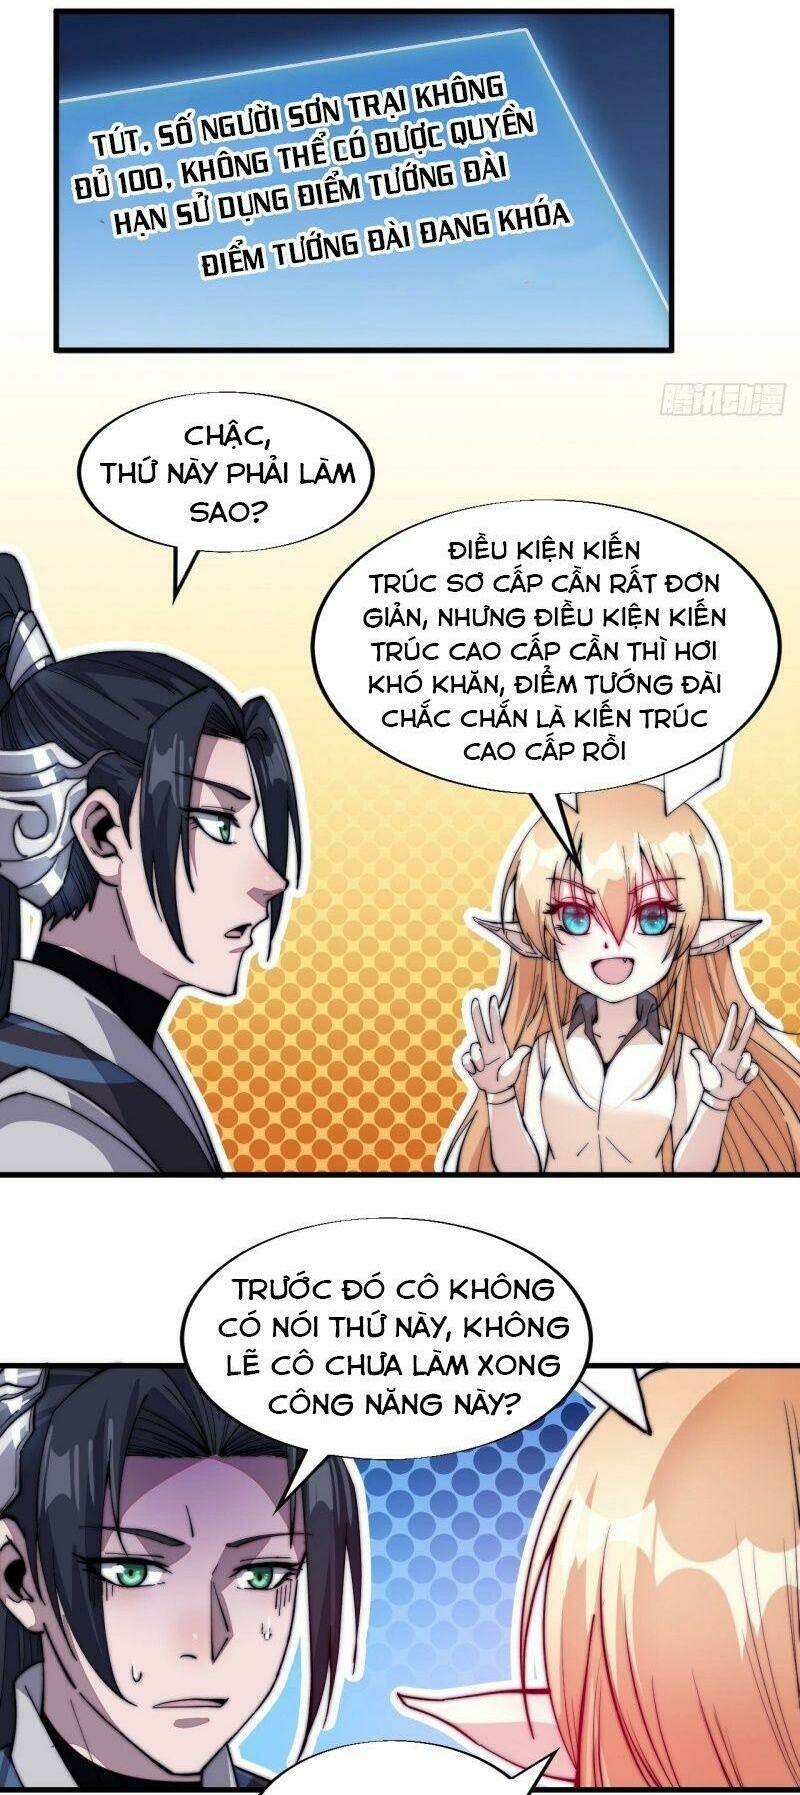 TÚT, SỐ NGƯỜI SƠN TRẠI KHÔNG
ĐỦ 100, KHÔNG THỂ CÓ ĐƯỢC QUYỀN
HẠN SỬ DỤNG ĐIỂM TƯỚNG ĐÀI
ĐIỂM TƯỚNG ĐÀI ĐANG KHÓA
腾讯动漫
CHẬC,
THỨ NÀY PHẢI LÀM
SAO?
ĐIỀU KIỆN KIẾN
TRÚC SƠ CẤP CẦN RẤT ĐƠN
GIẢN, NHƯNG ĐIỀU KIỆN KIẾN
TRÚC CAO CẤP CẦN THÌ HƠI
KHÓ KHĂN, ĐIỂM TƯỚNG ĐÀI
CHẮC CHẮN LÀ KIẾN TRÚC
CAO CẤP RỒI
TRƯỚC ĐÓ CÔ KHÔNG
CÓ NÓI THỨ NÀY, KHÔNG
LẼ CÔ CHƯA LÀM XONG
CÔNG NĂNG NÀY?